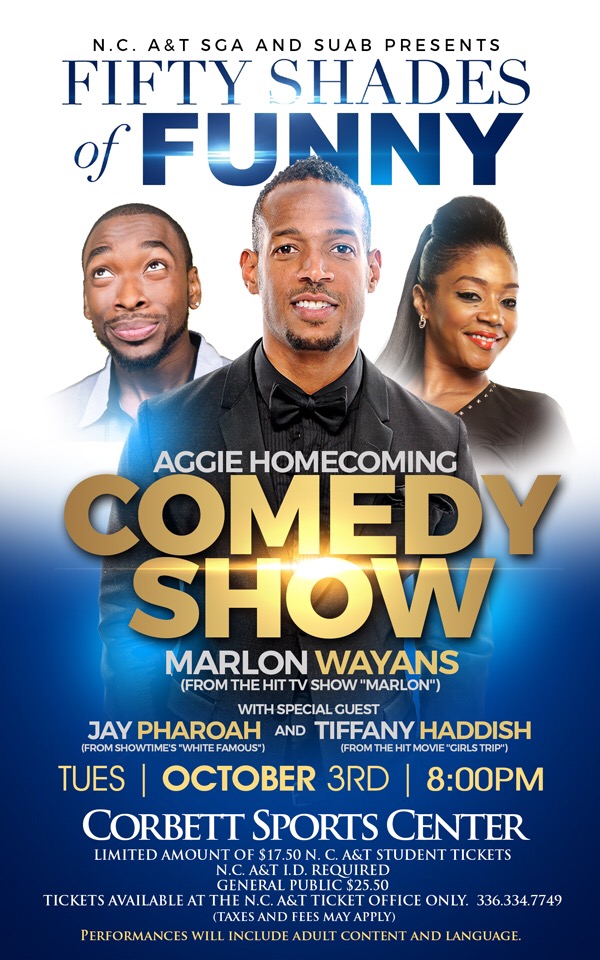 N.C. A&T SGA AND SUAB PRESENTS
FIFTY SHADES
of FUNNY
AGGIE HOMECOMING
COMEDY
SHOW
MARLON WAYANS
(FROM THE HIT TV SHOW "MARLON")
WITH SPECIAL GUEST
JAY PHAROAH AND TIFFANY HADDISH
(FROM SHOWTIME'S "WHITE FAMOUS") (FROM THE HIT MOVIE "GIRLS TRIP")
TUES | OCTOBER 3RD | 8:00PM
CORBETT SPORTS CENTER
LIMITED AMOUNT OF $17.50 N. C. A&T STUDENT TICKETS
N.C. A&T I.D. REQUIRED
GENERAL PUBLIC $25.50
TICKETS AVAILABLE AT THE N.C. A&T TICKET OFFICE ONLY. 336.334.7749
(TAXES AND FEES MAY APPLY)
PERFORMANCES WILL INCLUDE ADULT CONTENT AND LANGUAGE.